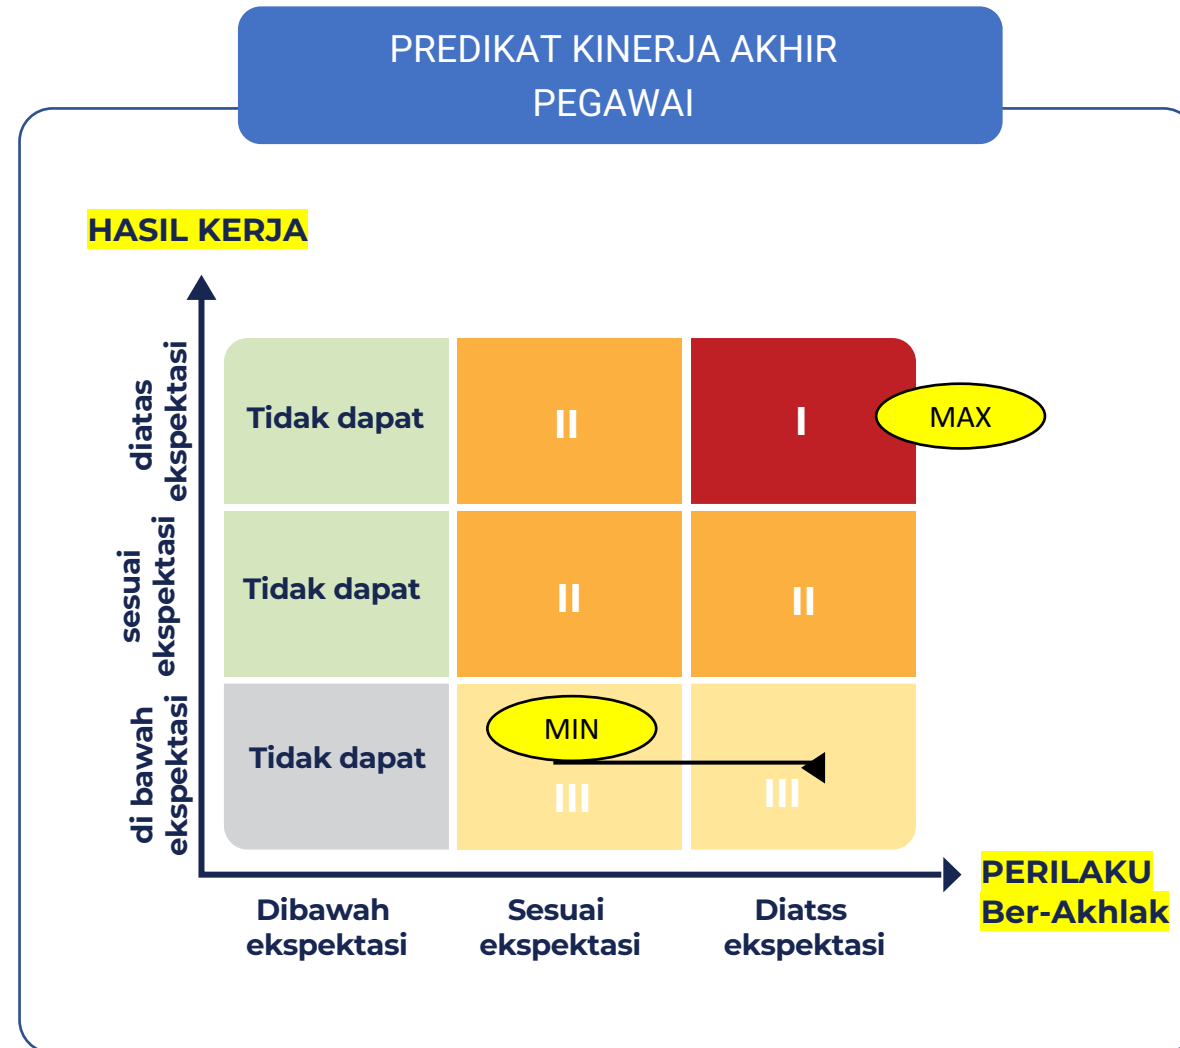 PREDIKAT KINERJA AKHIR
PEGAWAI
HASIL KERJA
diatas
ekspektasi
Tidak dapat
II
I
MAX
sesuai
ekspektasi
Tidak dapat
II
II
di bawah
ekspektasi
Tidak dapat
MIN
III
III
PERILAKU
Ber-Akhlak
Dibawah
ekspektasi
Sesuai
ekspektasi
Diatss
ekspektasi